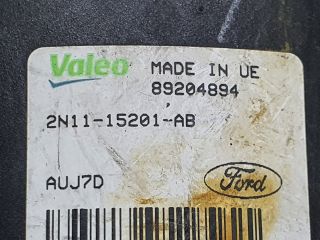 Valeo MADE IN UE
89204894
2N11-15201-AB
AUJ7D Ford